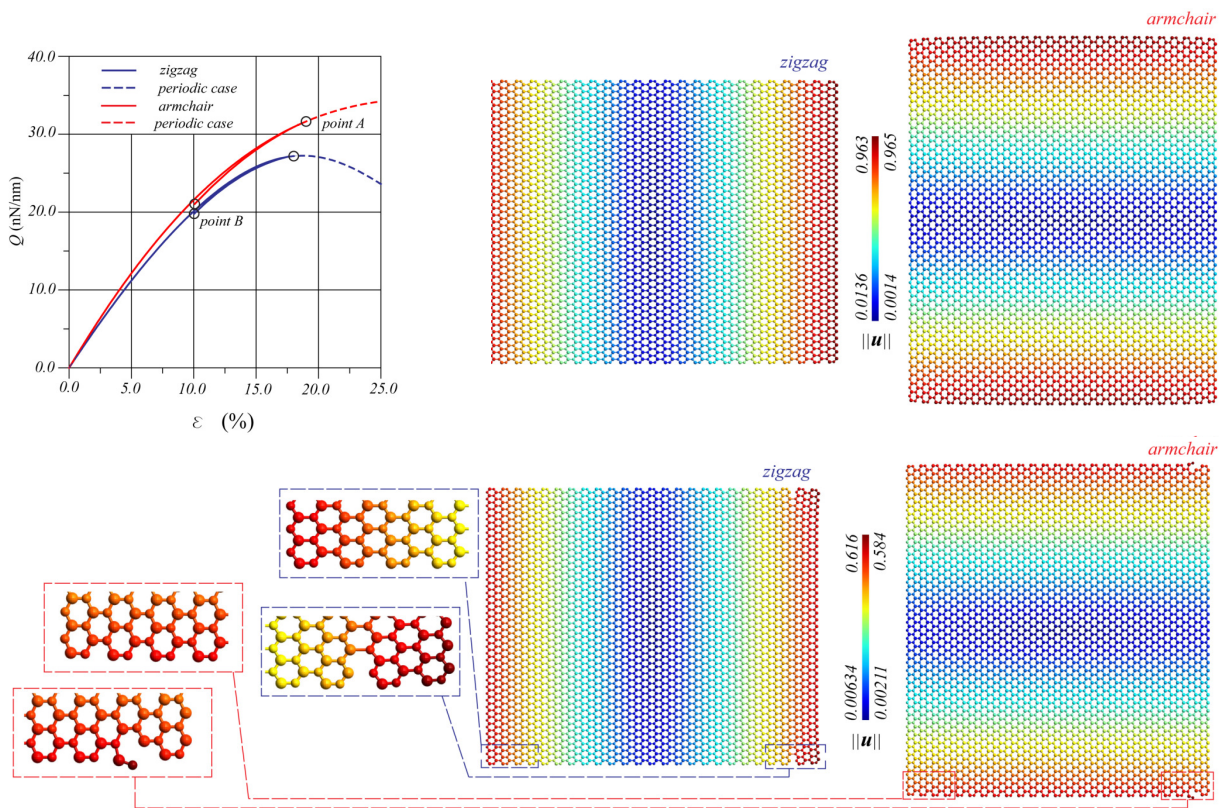 40.0
30.0
20.0
10.0
0.0
Q (nN/nm)
zigzag
periodic case
armchair
periodic case
point A
point B
0.0 5.0 10.0 15.0 20.0 25.0
ε (%)
zigzag
armchair
0.963 0.965
0.0136 0.0014
||u||
zigzag
armchair
0.616 0.584
0.00634 0.00211
||u||